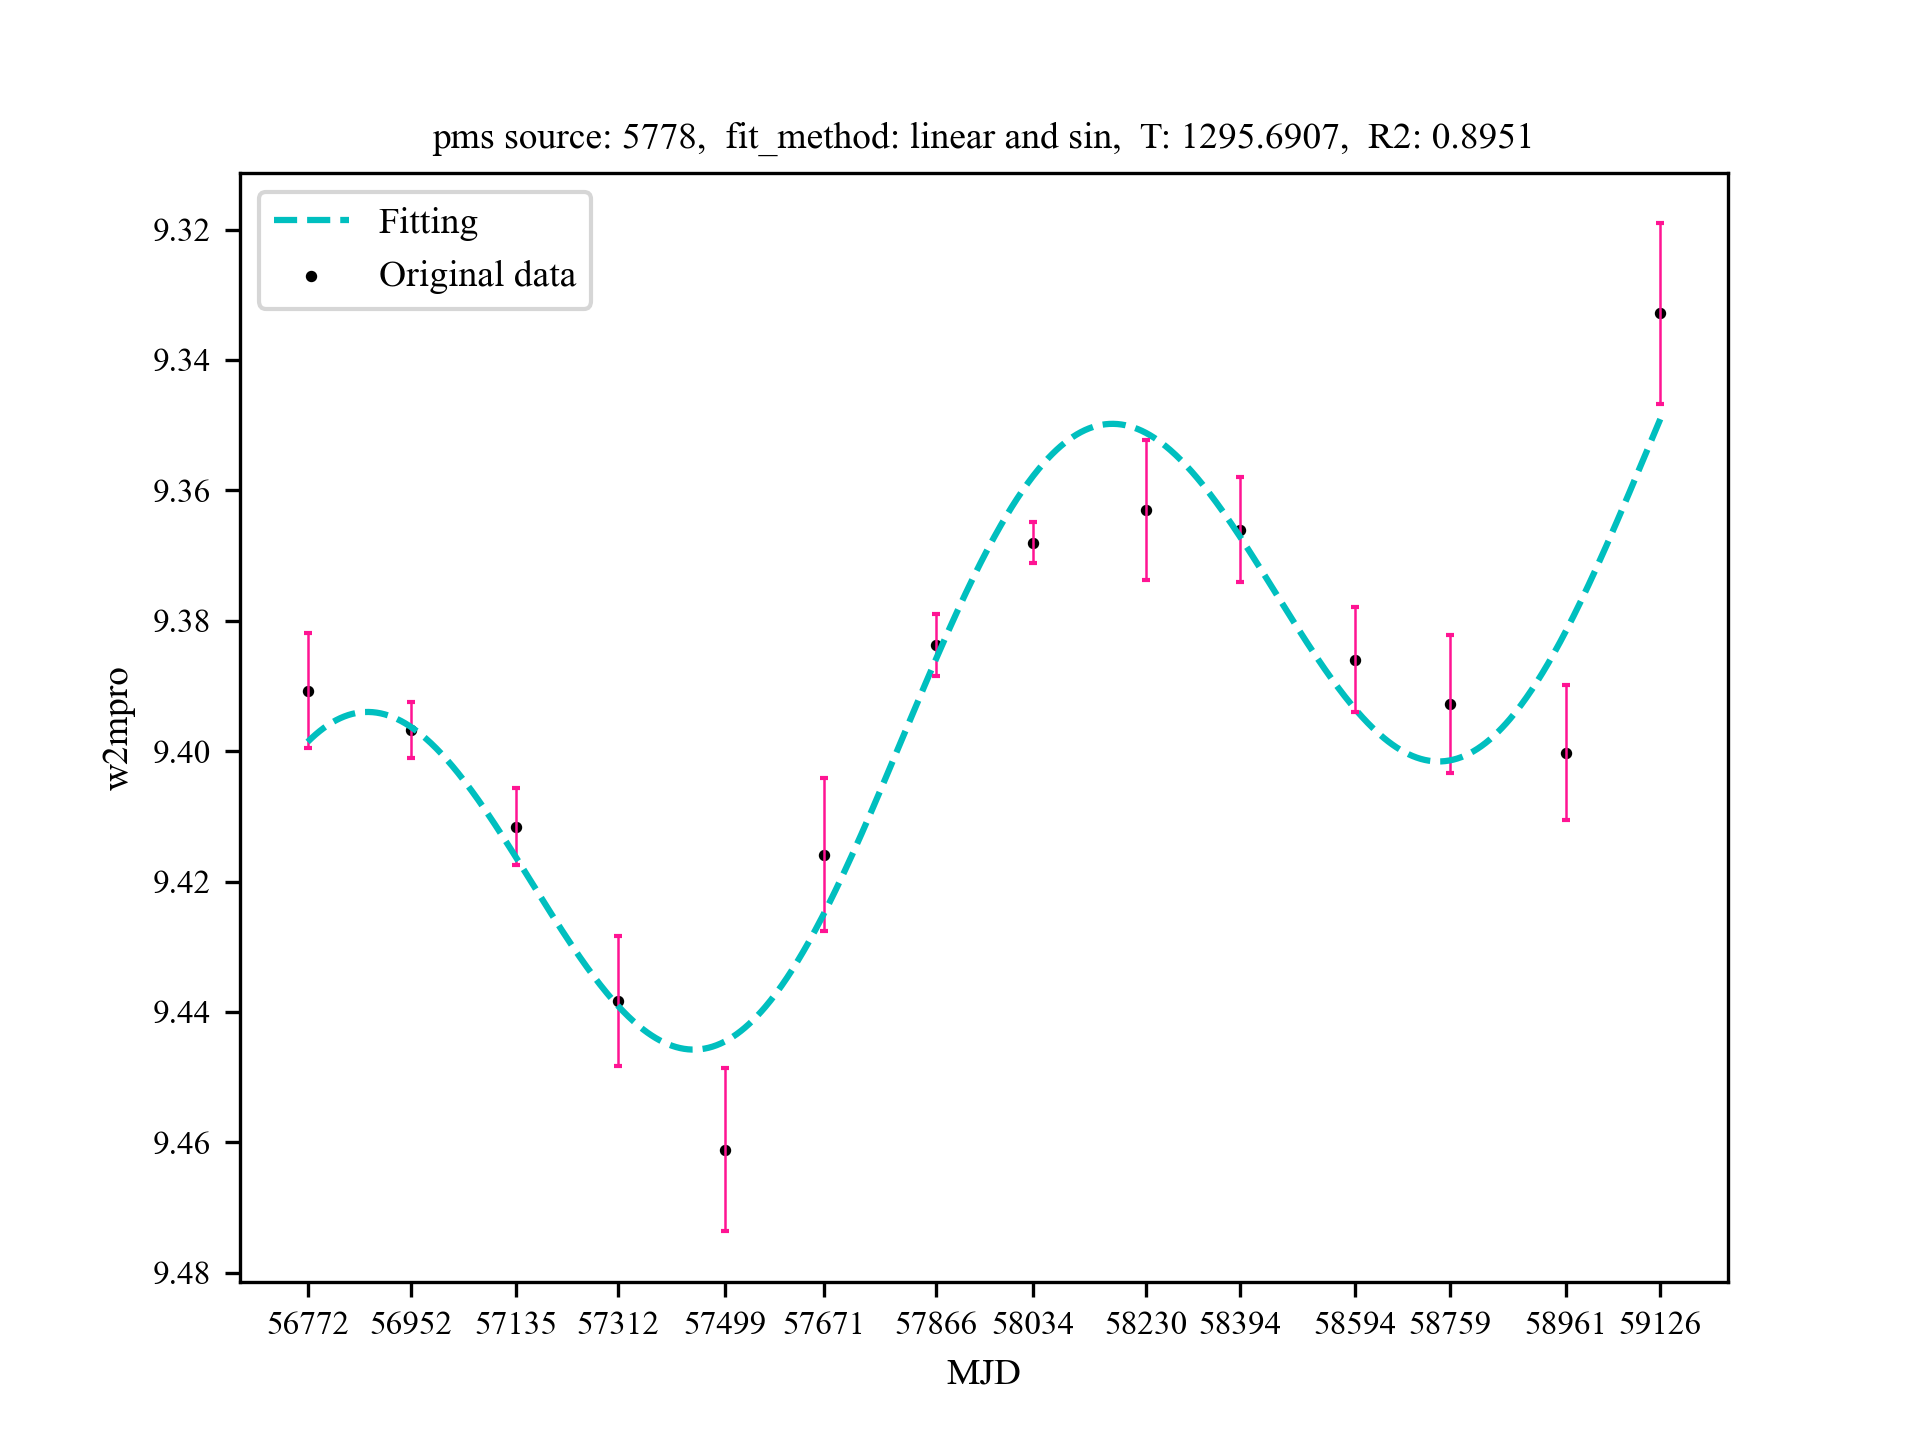 pms source: 5778, fit_method: linear and sin, T: 1295.6907, R2: 0.8951
Fitting
Original data
9.32
9.34
9.36
9.38
9.40
9.42
9.44
9.46
9.48
w2mpro
56772 56952 57135 57312 57499 57671 57866 58034 58230 58394 58594 58759 58961 59126
MJD